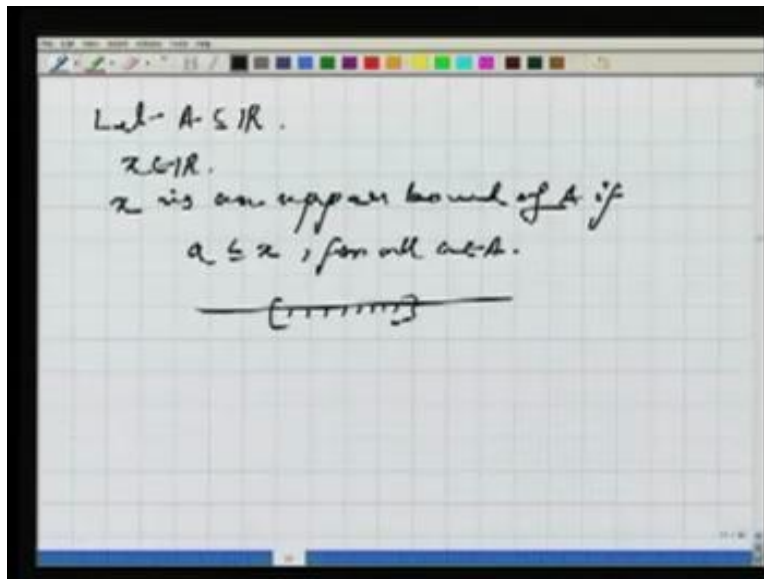 Let A ⊆ ℝ.
x ∈ ℝ.
x is an upper bound of A if
a ≤ x, for all a ∈ A.